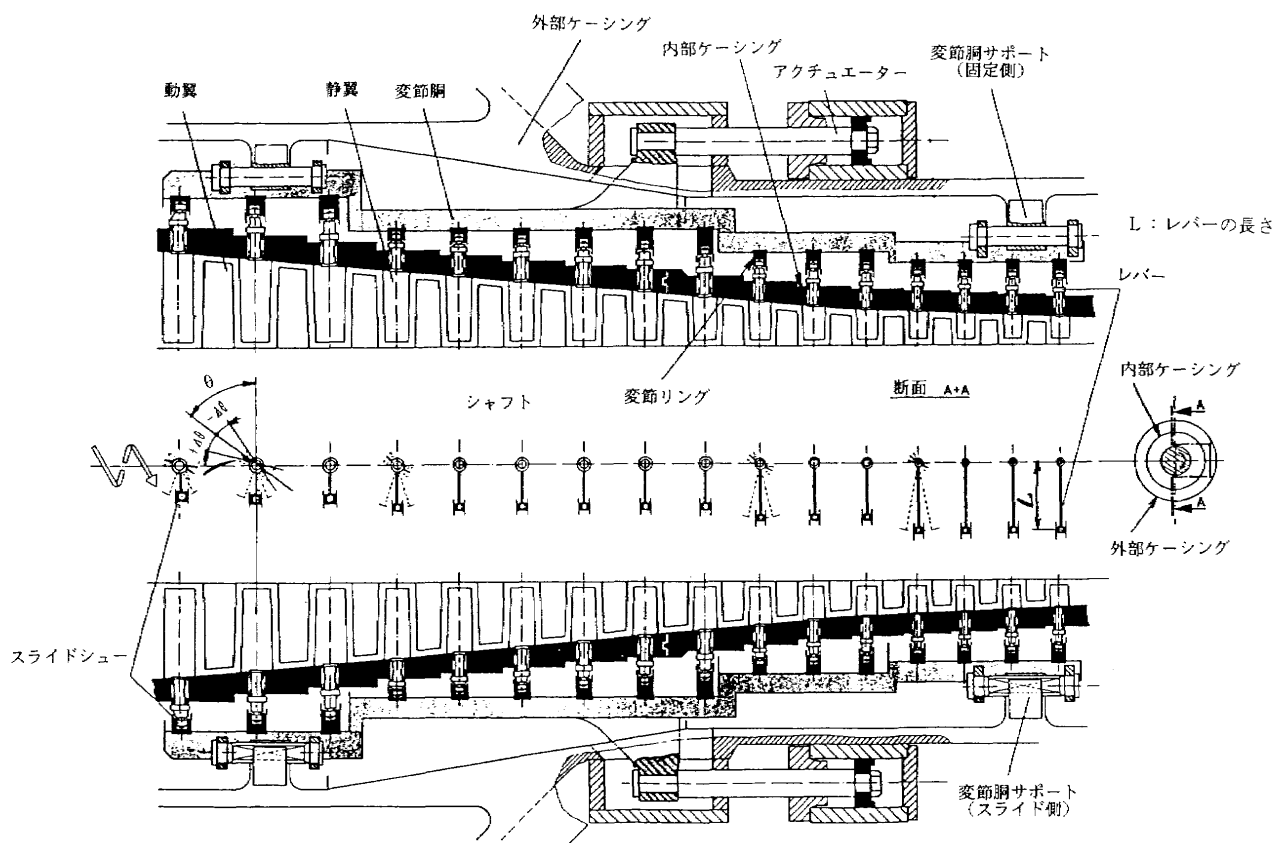 外部ケーシング
内部ケーシング
アクチュエーター
変節胴サポート
(固定側)
動翼
静翼
変節胴
L：レバーの長さ
レバー
変節リング
シャフト
断面 A+A
内部ケーシング
θ
-Δθ
+Δθ
A
L
A
外部ケーシング
スライドシュー
変節胴サポート
(スライド側)